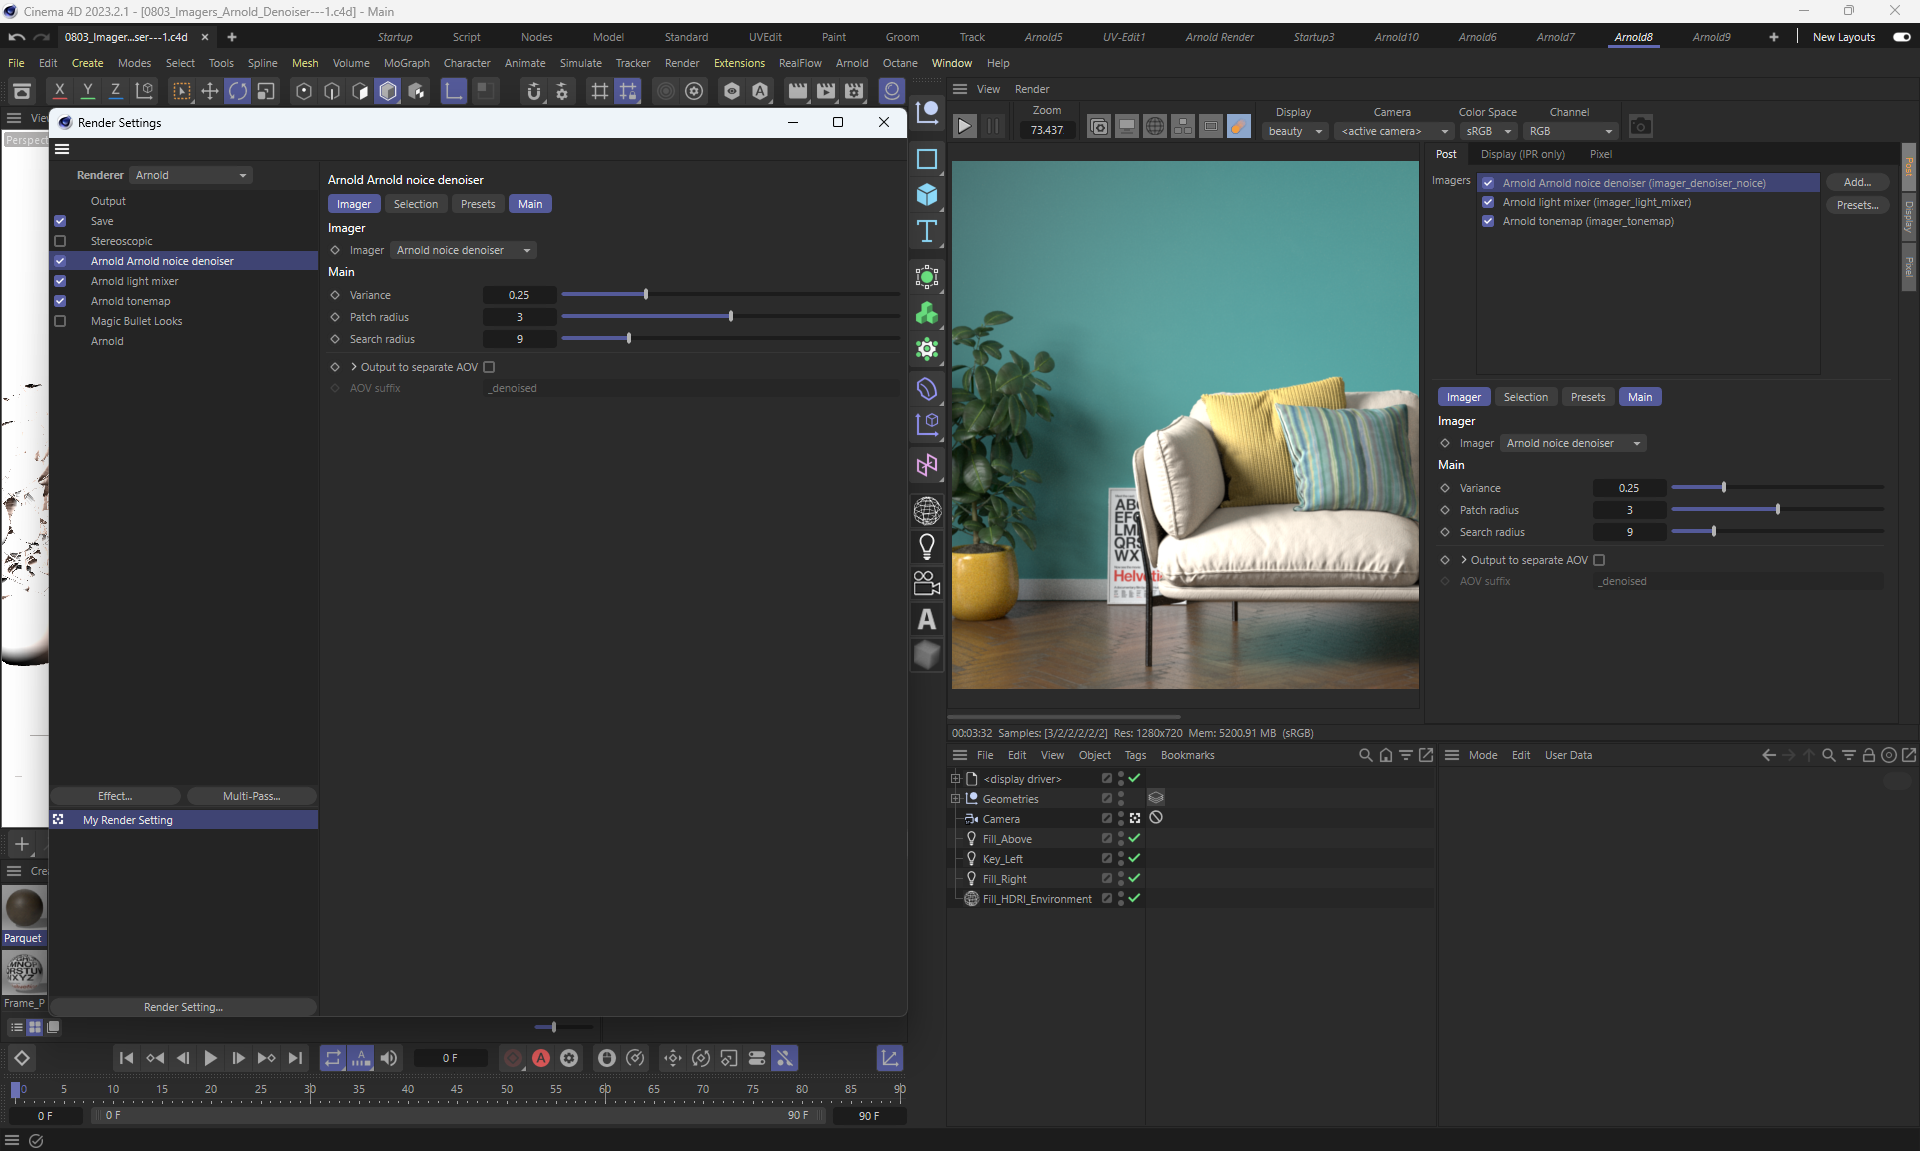 Cinema 4D 2023.2.1 - [0803_Imagers_Arnold_Denoiser---1.c4d] - Main
0803_Imager...ser---1.c4d
Startup Script Nodes Model Standard UVEdit Paint Groom Track Arnold5 UV-Edit1 Arnold Render Startup3 Arnold10 Arnold6 Arnold7 Arnold8 Arnold9 New Layouts
File Edit Create Modes Select Tools Spline Mesh Volume MoGraph Character Animate Simulate Tracker Render Extensions RealFlow Arnold Octane Window Help
X Y Z
View Render
Zoom
73.437
Display
beauty
Camera
<active camera>
Color Space
sRGB
Channel
RGB
Perspect
Render Settings
Renderer Arnold
Output
Save
Stereoscopic
Arnold Arnold noice denoiser
Arnold light mixer
Arnold tonemap
Magic Bullet Looks
Arnold
Effect...
Multi-Pass...
My Render Setting
Render Setting...
Arnold Arnold noice denoiser
Imager Selection Presets Main
Imager
Imager Arnold noice denoiser
Main
Variance 0.25
Patch radius 3
Search radius 9
Output to separate AOV
AOV suffix _denoised
Helve
Post Display (IPR only) Pixel
Imagers
Arnold Arnold noice denoiser (imager_denoiser_noice)
Arnold light mixer (imager_light_mixer)
Arnold tonemap (imager_tonemap)
Add...
Presets...
Post
Display
Pixel
Imager Selection Presets Main
Imager
Imager Arnold noice denoiser
Main
Variance 0.25
Patch radius 3
Search radius 9
Output to separate AOV
AOV suffix _denoised
00:03:32 Samples: [3/2/2/2/2/2] Res: 1280x720 Mem: 5200.91 MB (sRGB)
File Edit View Object Tags Bookmarks
<display driver>
Geometries
Camera
Fill_Above
Key_Left
Fill_Right
Fill_HDRI_Environment
Mode Edit User Data
Parquet
Frame_P
0 F
0 5 10 15 20 25 30 35 40 45 50 55 60 65 70 75 80 85 90
0 F 0 F 90 F 90 F